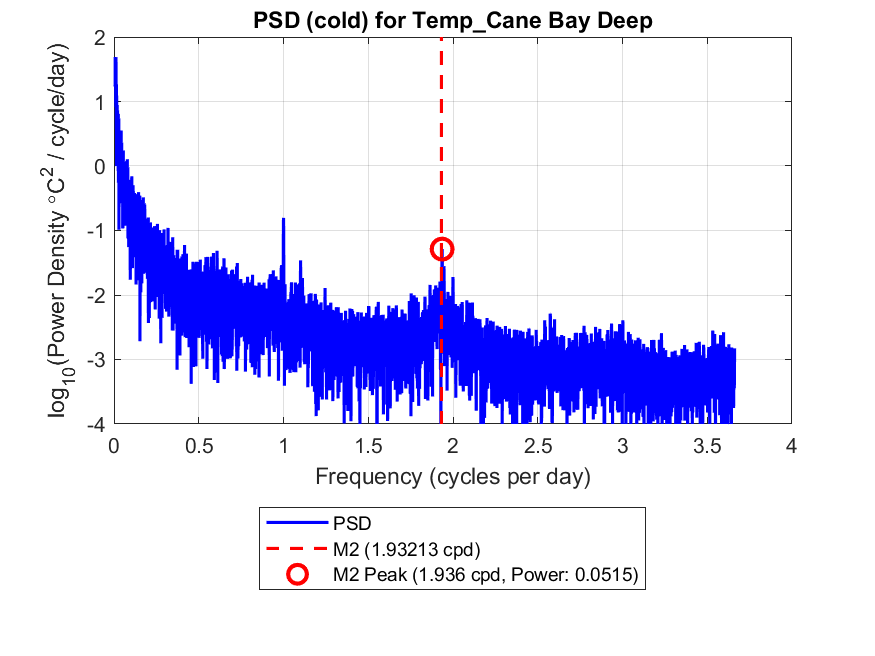 PSD (cold) for Temp_Cane Bay Deep
log10(Power Density °C2 / cycle/day)
2
1
0
-1
-2
-3
-4
0 0.5 1 1.5 2 2.5 3 3.5 4
Frequency (cycles per day)
PSD
M2 (1.93213 cpd)
M2 Peak (1.936 cpd, Power: 0.0515)